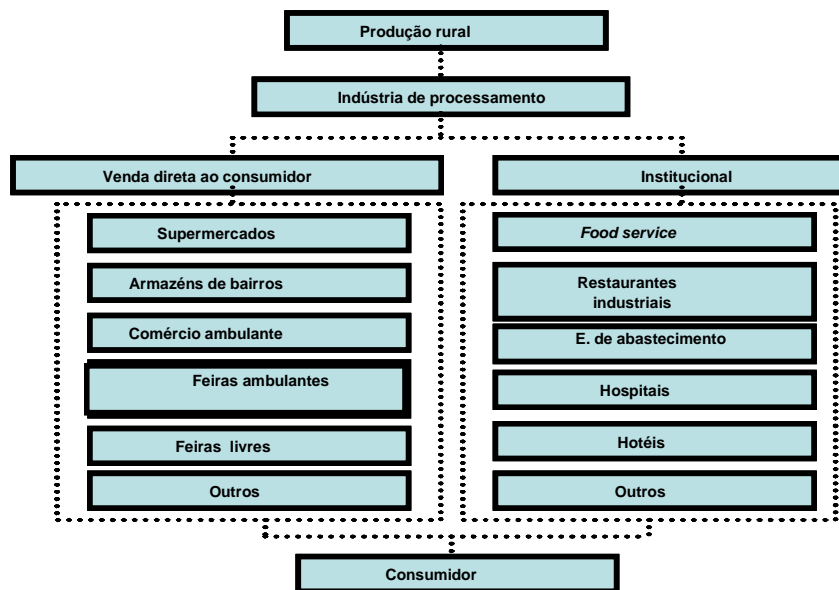 Produção rural
Indústria de processamento
Venda direta ao consumidor
Supermercados
Armazéns de bairros
Comércio ambulante
Feiras ambulantes
Feiras livres
Outros
Institucional
Food service
Restaurantes
industriais
E. de abastecimento
Hospitais
Hotéis
Outros
Consumidor